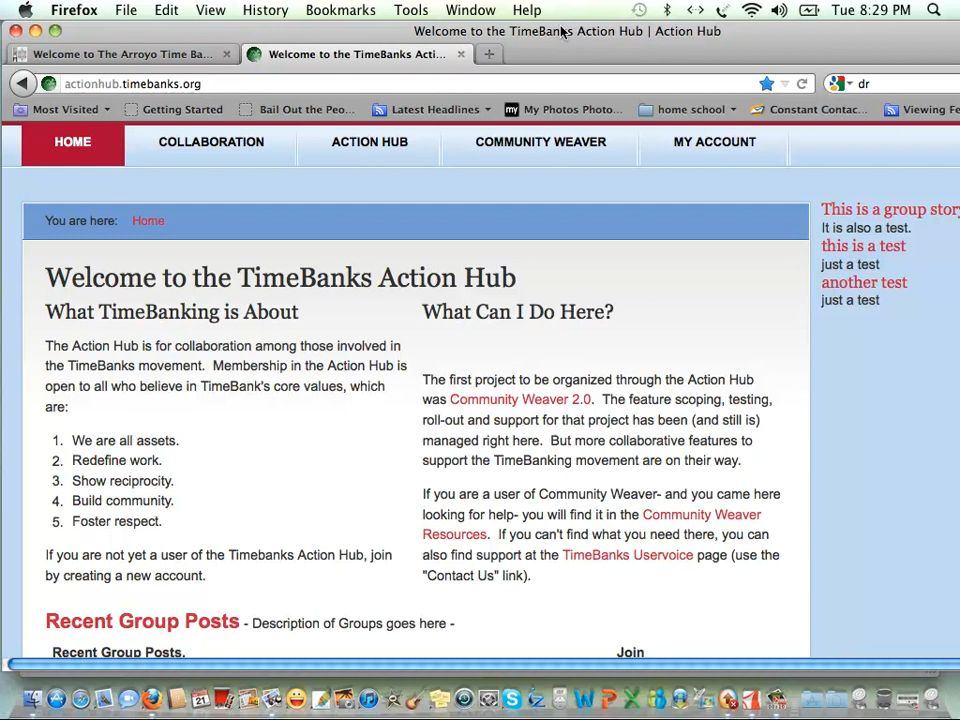 Firefox File Edit View History Bookmarks Tools Window Help Tue 8:29 PM
Welcome to the TimeBanks Action Hub | Action Hub
Welcome to The Arroyo Time Ba... Welcome to the TimeBanks Acti...
actionhub.timebanks.org dr
Most Visited Getting Started Bail Out the Peo... Latest Headlines my My Photos Photo... home school Constant Contac... Viewing Fe
HOME COLLABORATION ACTION HUB COMMUNITY WEAVER MY ACCOUNT
You are here: Home
Welcome to the TimeBanks Action Hub
What TimeBanking is About
The Action Hub is for collaboration among those involved in
the TimeBanks movement. Membership in the Action Hub is
open to all who believe in TimeBank's core values, which
are:
1. We are all assets.
2. Redefine work.
3. Show reciprocity.
4. Build community.
5. Foster respect.
If you are not yet a user of the Timebanks Action Hub, join
by creating a new account.
What Can I Do Here?
The first project to be organized through the Action Hub
was Community Weaver 2.0. The feature scoping, testing,
roll-out and support for that project has been (and still is)
managed right here. But more collaborative features to
support the TimeBanking movement are on their way.
If you are a user of Community Weaver- and you came here
looking for help- you will find it in the Community Weaver
Resources. If you can't find what you need there, you can
also find support at the TimeBanks Uservoice page (use the
"Contact Us" link).
This is a group story
It is also a test.
this is a test
just a test
another test
just a test
Recent Group Posts - Description of Groups goes here -
Recent Group Posts. Join